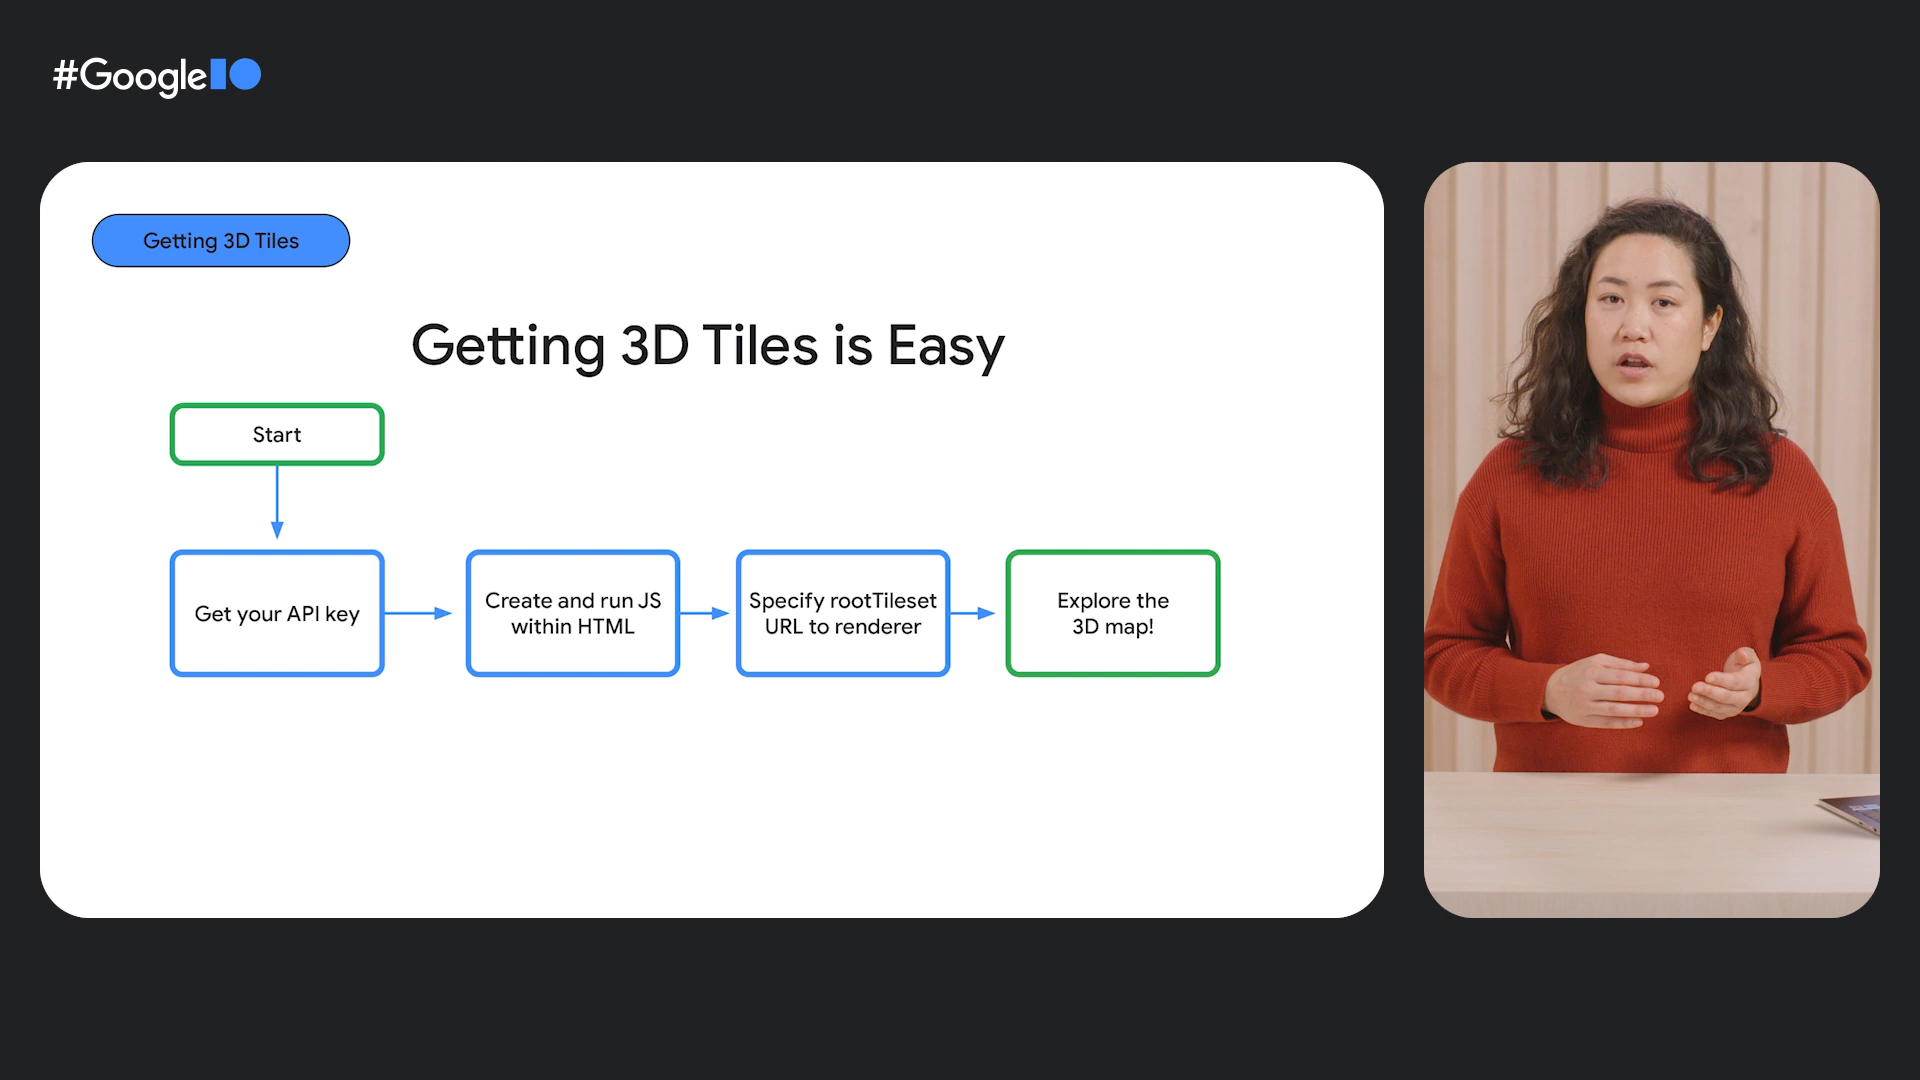 #GoogleIO
Getting 3D Tiles
Getting 3D Tiles is Easy
Start
Get your API key
Create and run JS
within HTML
Specify rootTileset
URL to renderer
Explore the
3D map!